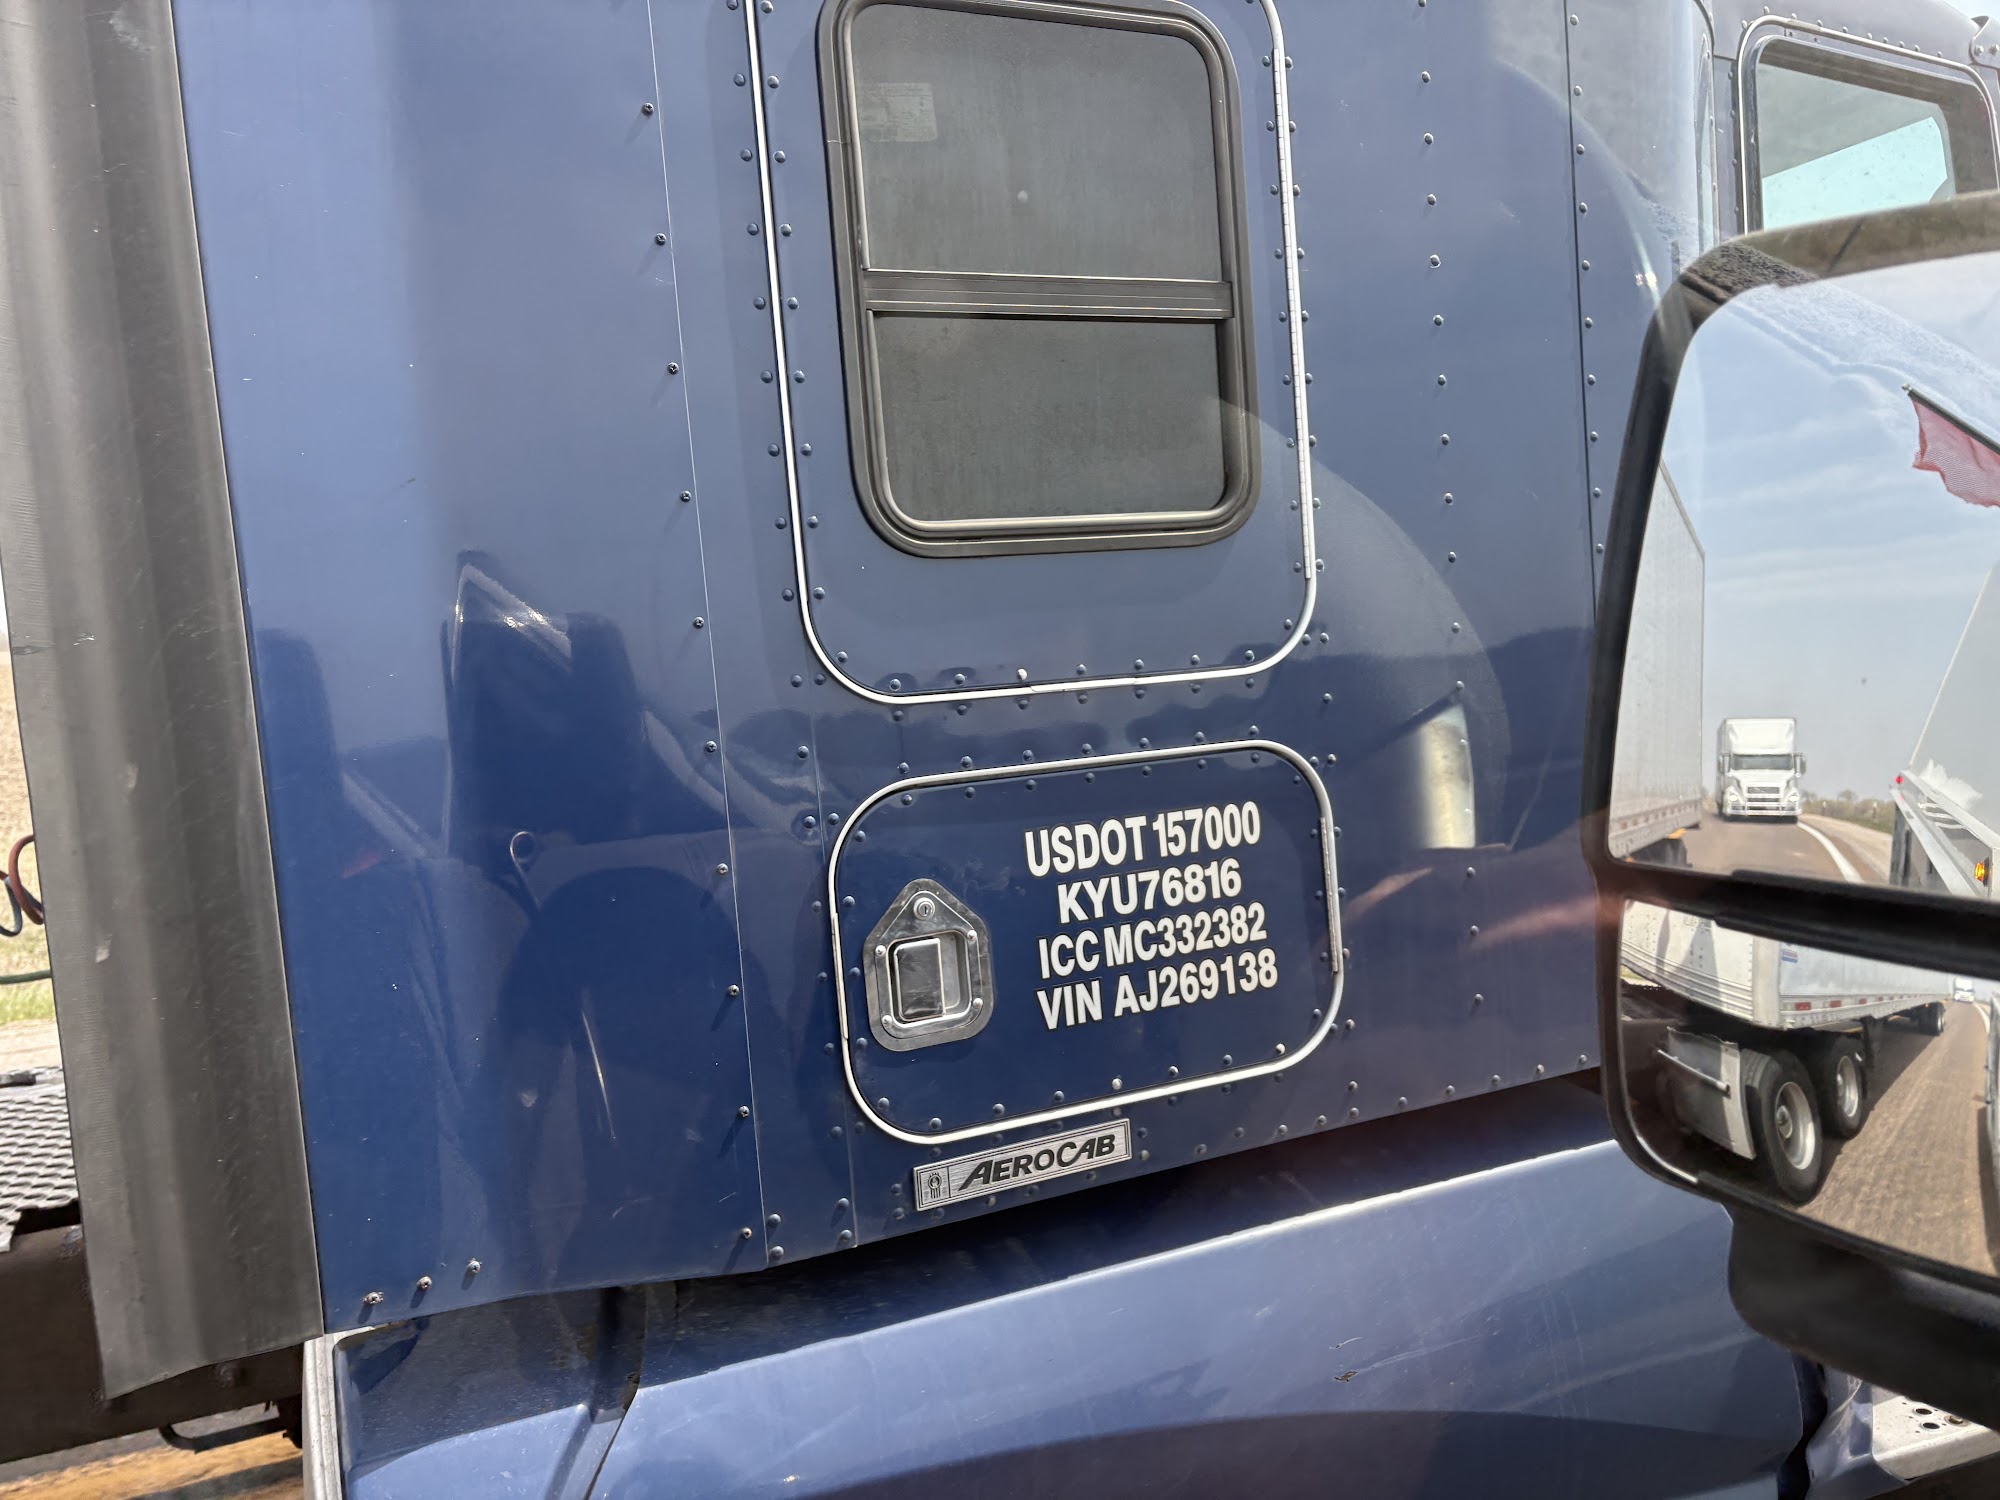 USDOT 157000
KYU76816
ICC MC332382
VIN AJ269138
AEROCAB